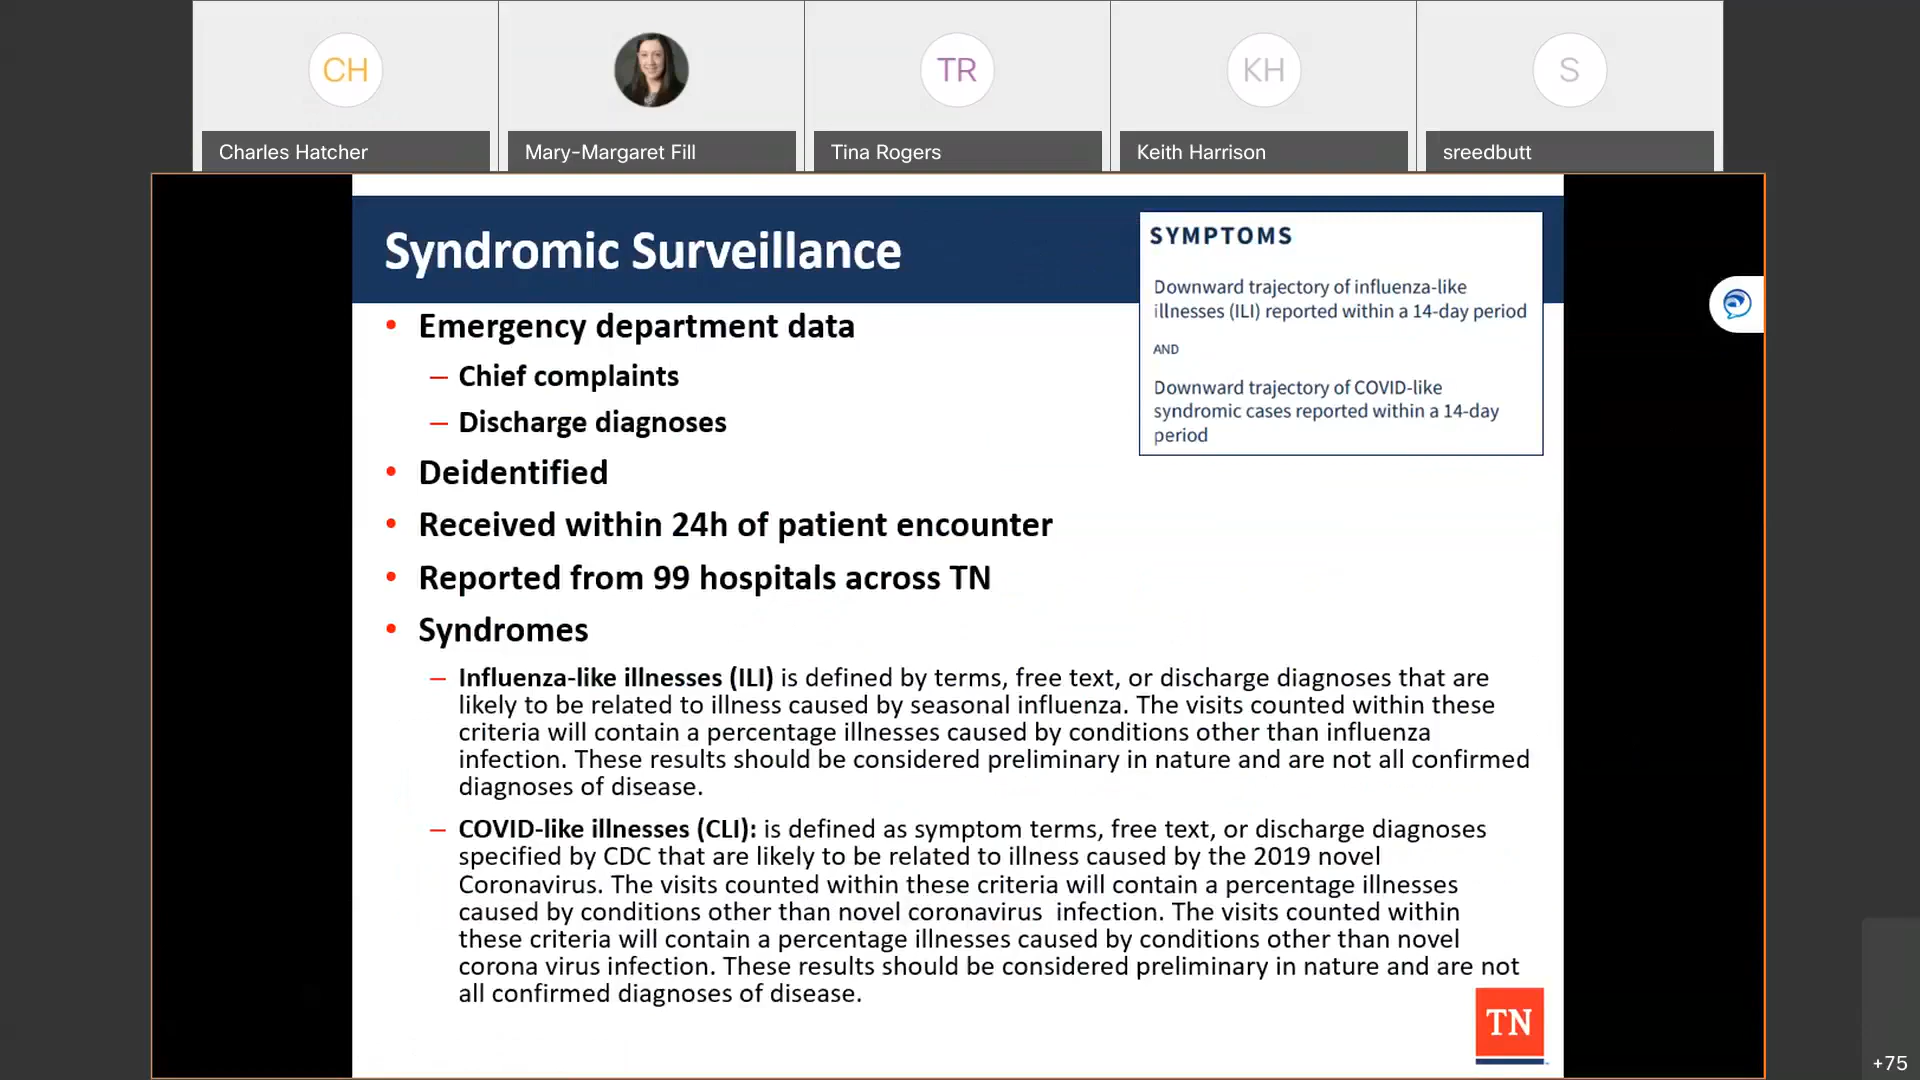 CH
TR
KH
S
Charles Hatcher
Mary-Margaret Fill
Tina Rogers
Keith Harrison
sreedbutt
Syndromic Surveillance
SYMPTOMS
Downward trajectory of influenza-like
illnesses (ILI) reported within a 14-day period
AND
Downward trajectory of COVID-like
syndromic cases reported within a 14-day
period
• Emergency department data
– Chief complaints
– Discharge diagnoses
• Deidentified
• Received within 24h of patient encounter
• Reported from 99 hospitals across TN
• Syndromes
– Influenza-like illnesses (ILI) is defined by terms, free text, or discharge diagnoses that are
likely to be related to illness caused by seasonal influenza. The visits counted within these
criteria will contain a percentage illnesses caused by conditions other than influenza
infection. These results should be considered preliminary in nature and are not all confirmed
diagnoses of disease.
– COVID-like illnesses (CLI): is defined as symptom terms, free text, or discharge diagnoses
specified by CDC that are likely to be related to illness caused by the 2019 novel
Coronavirus. The visits counted within these criteria will contain a percentage illnesses
caused by conditions other than novel coronavirus infection. The visits counted within
these criteria will contain a percentage illnesses caused by conditions other than novel
corona virus infection. These results should be considered preliminary in nature and are not
all confirmed diagnoses of disease.
TN
+75